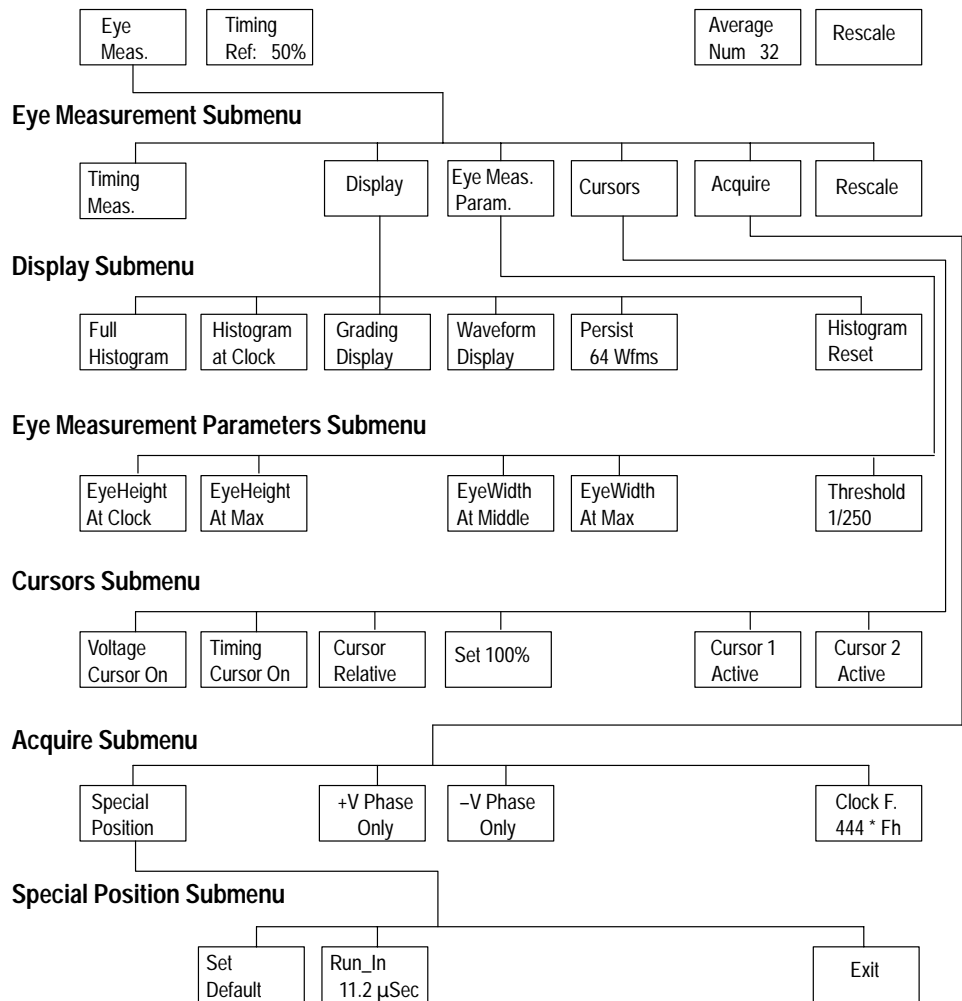 Eye
Meas.
Timing
Ref: 50%
Average
Num 32
Rescale
Eye Measurement Submenu
Timing
Meas.
Display
Eye Meas.
Param.
Cursors
Acquire
Rescale
Display Submenu
Full
Histogram
Histogram
at Clock
Grading
Display
Waveform
Display
Persist
64 Wfms
Histogram
Reset
Eye Measurement Parameters Submenu
EyeHeight
At Clock
EyeHeight
At Max
EyeWidth
At Middle
EyeWidth
At Max
Threshold
1/250
Cursors Submenu
Voltage
Cursor On
Timing
Cursor On
Cursor
Relative
Set 100%
Cursor 1
Active
Cursor 2
Active
Acquire Submenu
Special
Position
+V Phase
Only
−V Phase
Only
Clock F.
444 * Fh
Special Position Submenu
Set
Default
Run_In
11.2 µSec
Exit